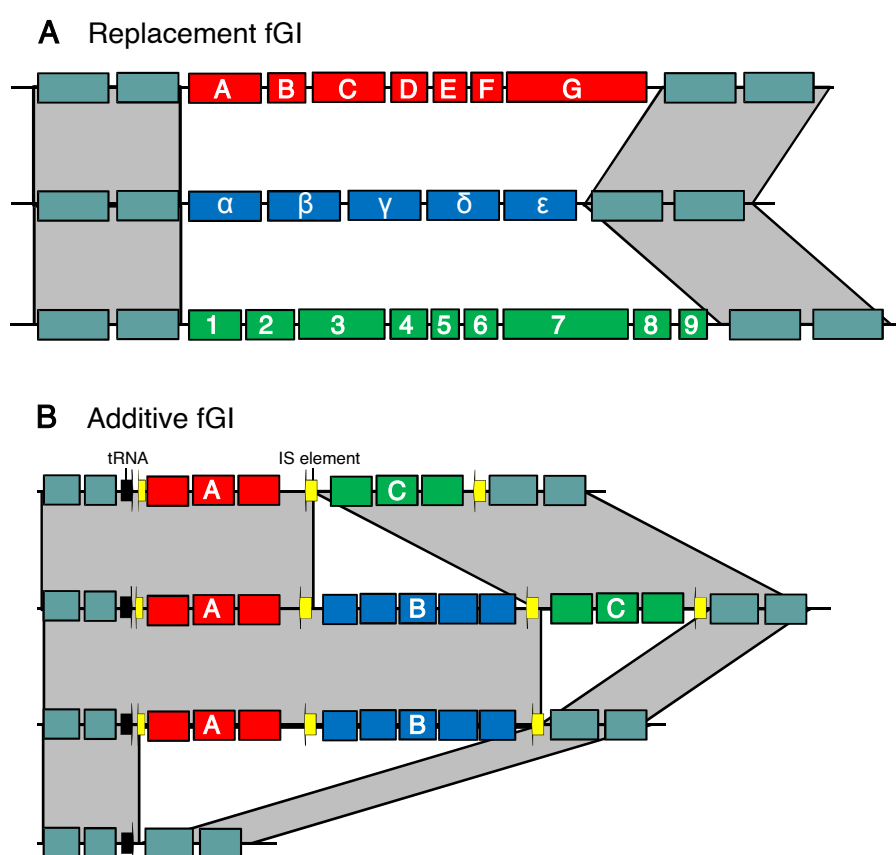 A Replacement fGI
A B C D E F G
α β γ δ ε
1 2 3 4 5 6 7 8 9
B Additive fGI
tRNA IS element
A C
A B C
A B